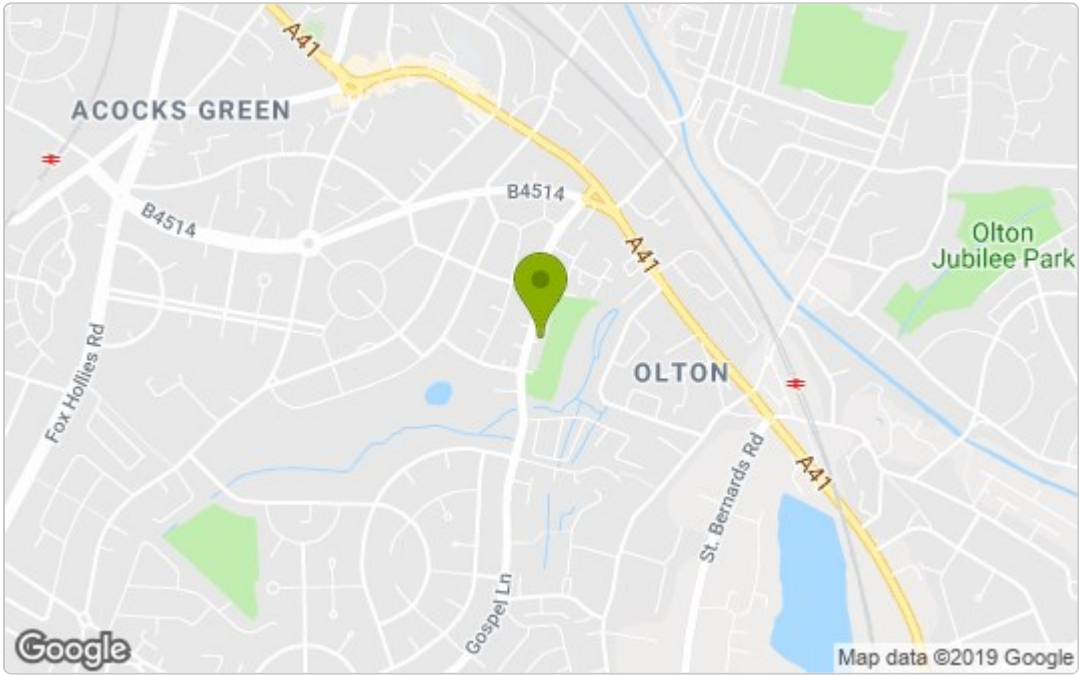 A41
ACOCKS GREEN
B4514
B4514
A41
Olton
Jubilee Park
Fox Hollies Rd
OLTON
St. Bernards Rd
A41
Gospel Ln
Google
Map data ©2019 Google